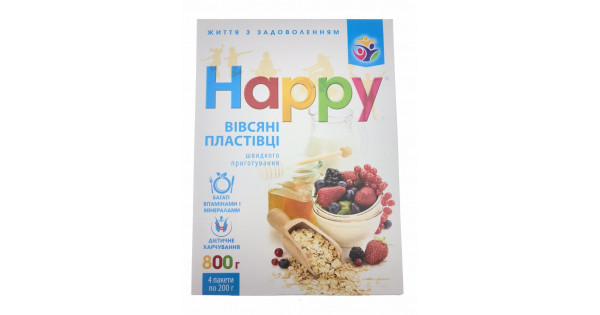 ЖИТТЯ З ЗАДОВОЛЕННЯМ
Happy
ВІВСЯНІ
ПЛАСТІВЦІ
швидкого
приготування
БАГАТІ
ВІТАМІНАМИ І
МІНЕРАЛАМИ
ДІЄТИЧНЕ
ХАРЧУВАННЯ
800 г
4 пакети
по 200 г